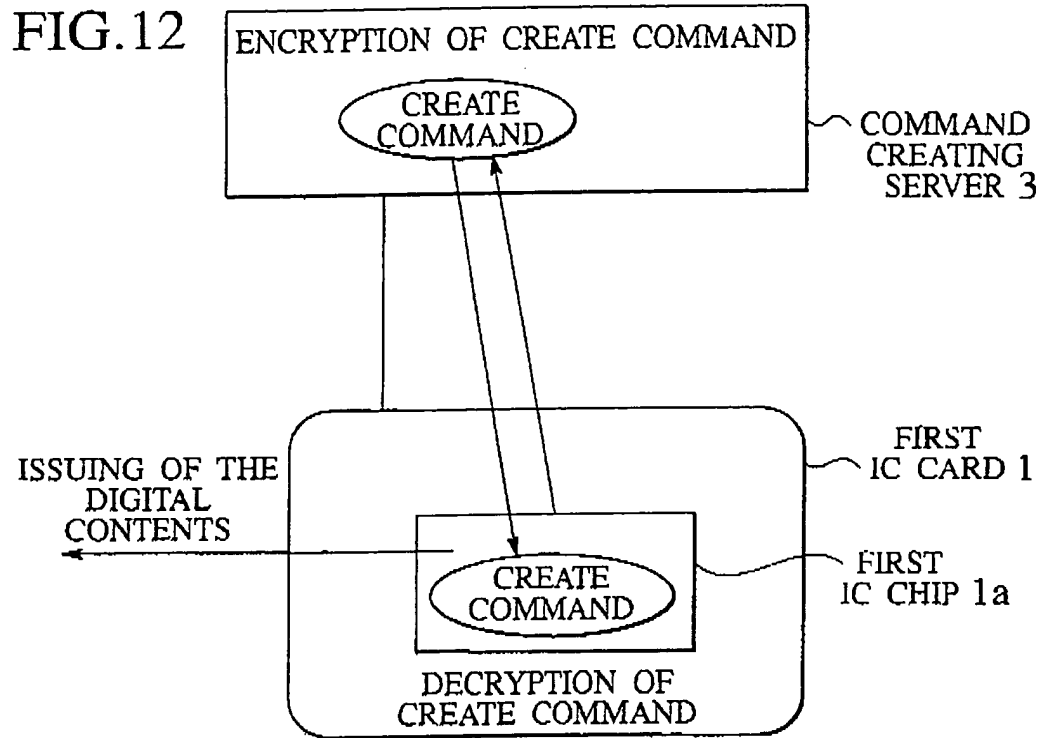 FIG.12
ENCRYPTION OF CREATE COMMAND
CREATE
COMMAND
COMMAND
CREATING
SERVER 3
FIRST
IC CARD 1
ISSUING OF THE
DIGITAL
CONTENTS
FIRST
IC CHIP 1a
CREATE
COMMAND
DECRYPTION OF
CREATE COMMAND